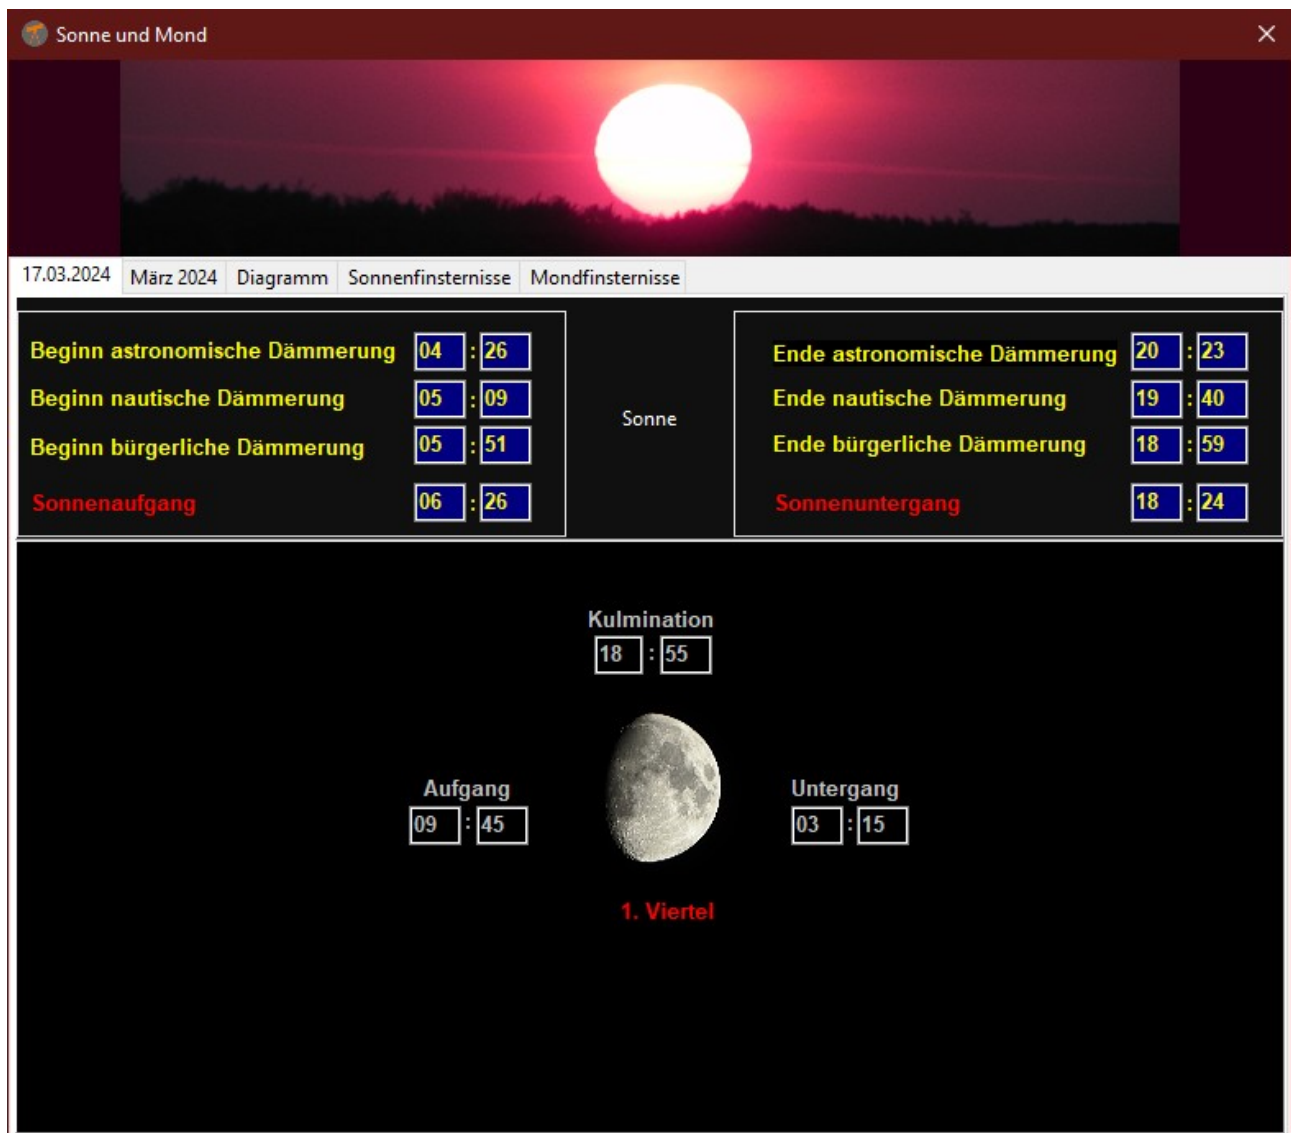 Sonne und Mond
17.03.2024 März 2024 Diagramm Sonnenfinsternisse Mondfinsternisse
Beginn astronomische Dämmerung 04 : 26
Beginn nautische Dämmerung 05 : 09
Beginn bürgerliche Dämmerung 05 : 51
Sonnenaufgang 06 : 26
Sonne
Ende astronomische Dämmerung 20 : 23
Ende nautische Dämmerung 19 : 40
Ende bürgerliche Dämmerung 18 : 59
Sonnenuntergang 18 : 24
Kulmination
18 : 55
Aufgang
09 : 45
Untergang
03 : 15
1. Viertel